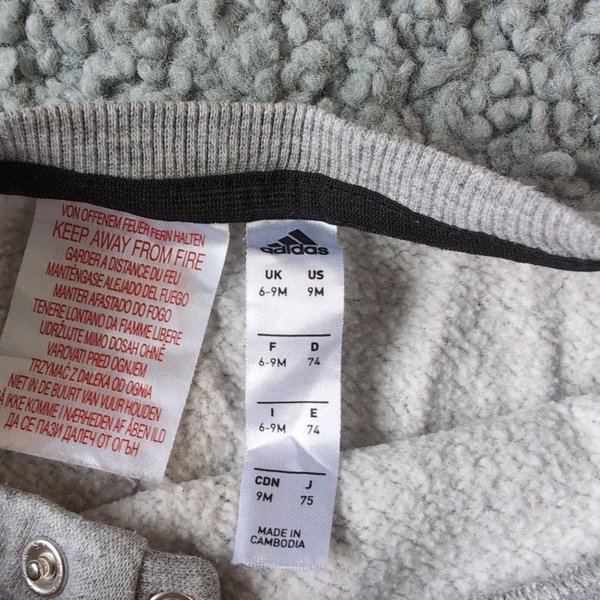 VON OFFENEM FEUER FERN HALTEN
KEEP AWAY FROM FIRE
GARDER A DISTANCE DU FEU
MANTÉNGASE ALEJADO DEL FUEGO
MANTER AFASTADO DO FOGO
TENERE LONTANO DA FIAMME LIBERE
UDRŽUJTE MIMO DOSAH OHNĚ
VAROVATI PRED OGNJEM
TRZYMAĆ Z DALEKA OD OGNIA
NIET IN DE BUURT VAN VUUR HOUDEN
IKKE KOMME I NÆRHEDEN AF ÅBEN ILD
ДА СЕ ПАЗИ ДАЛЕЧ ОТ ОГЪН
adidas
UK US
6-9M 9M
F D
6-9M 74
I E
6-9M 74
CDN J
9M 75
MADE IN
CAMBODIA